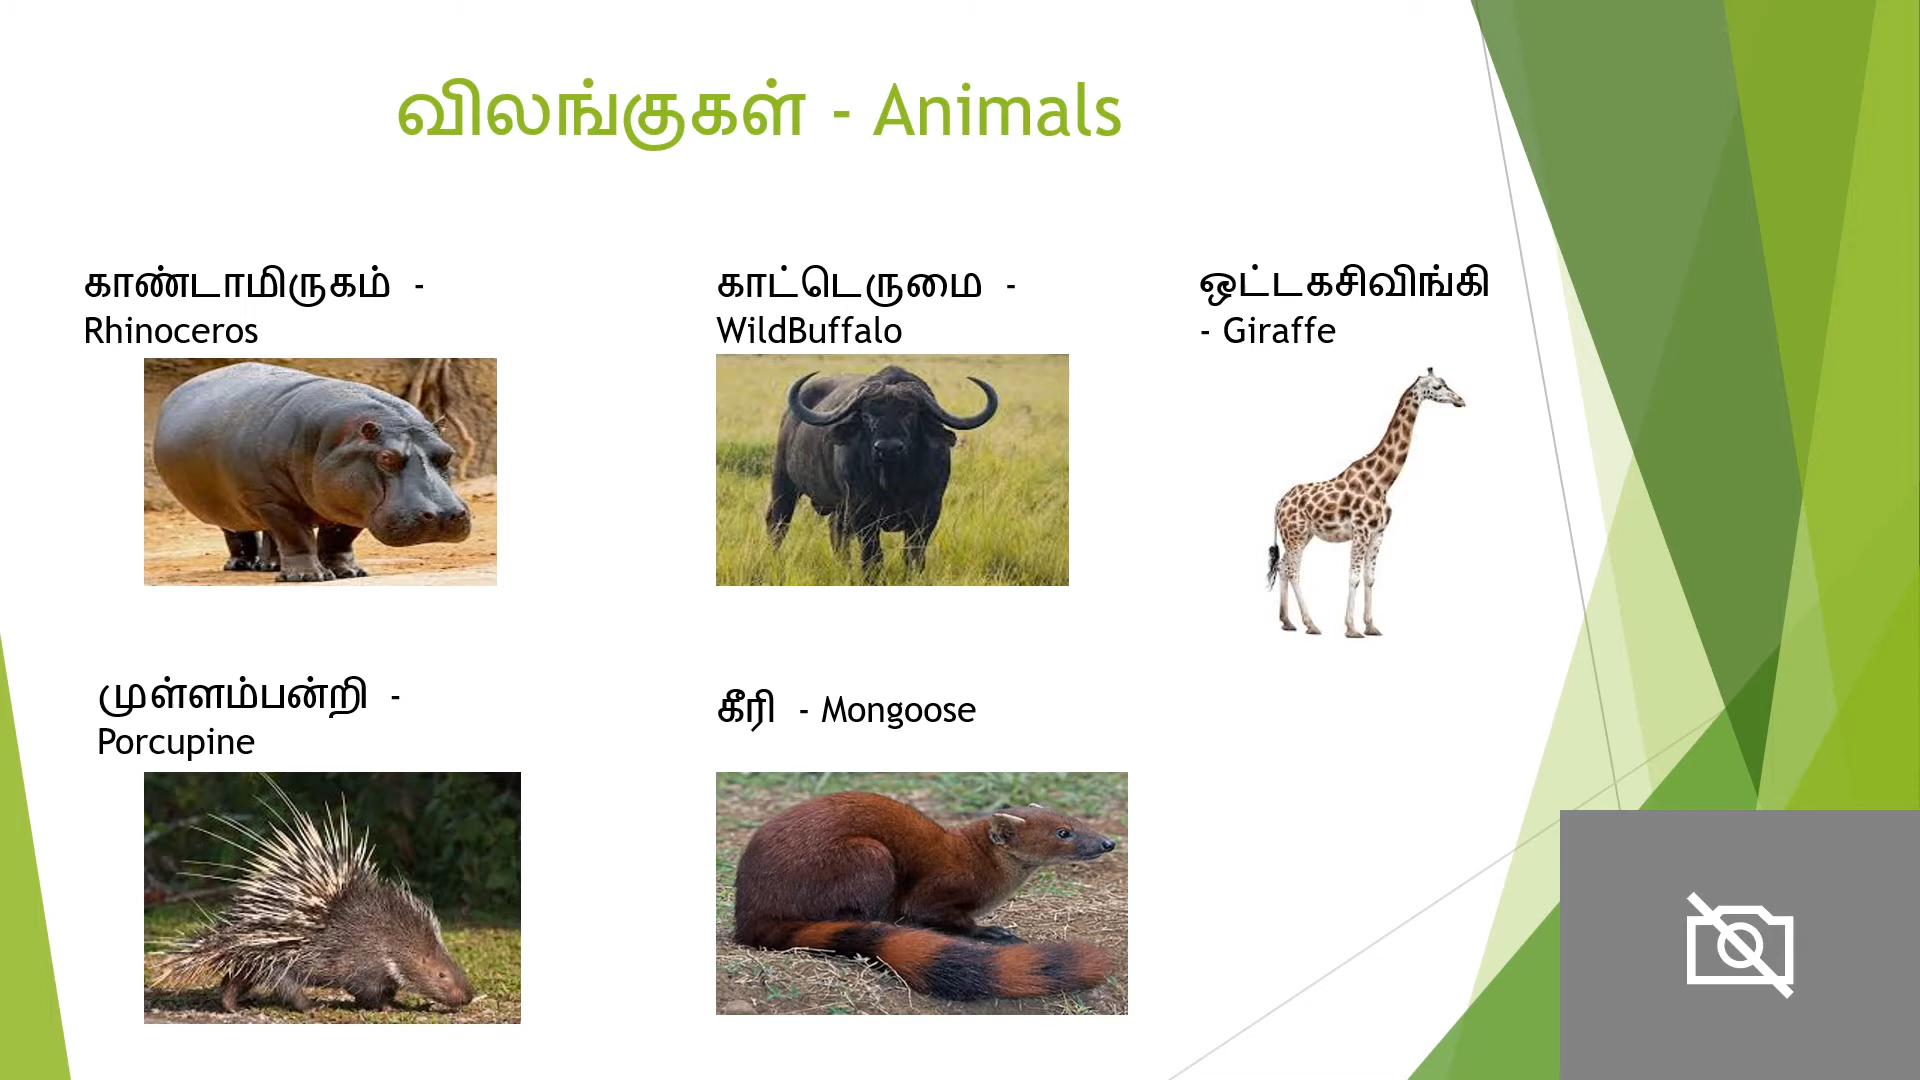 விலங்குகள் - Animals
காண்டாமிருகம் -
Rhinoceros
காட்டெருமை -
WildBuffalo
ஒட்டகசிவிங்கி
- Giraffe
முள்ளம்பன்றி -
Porcupine
கீரி - Mongoose